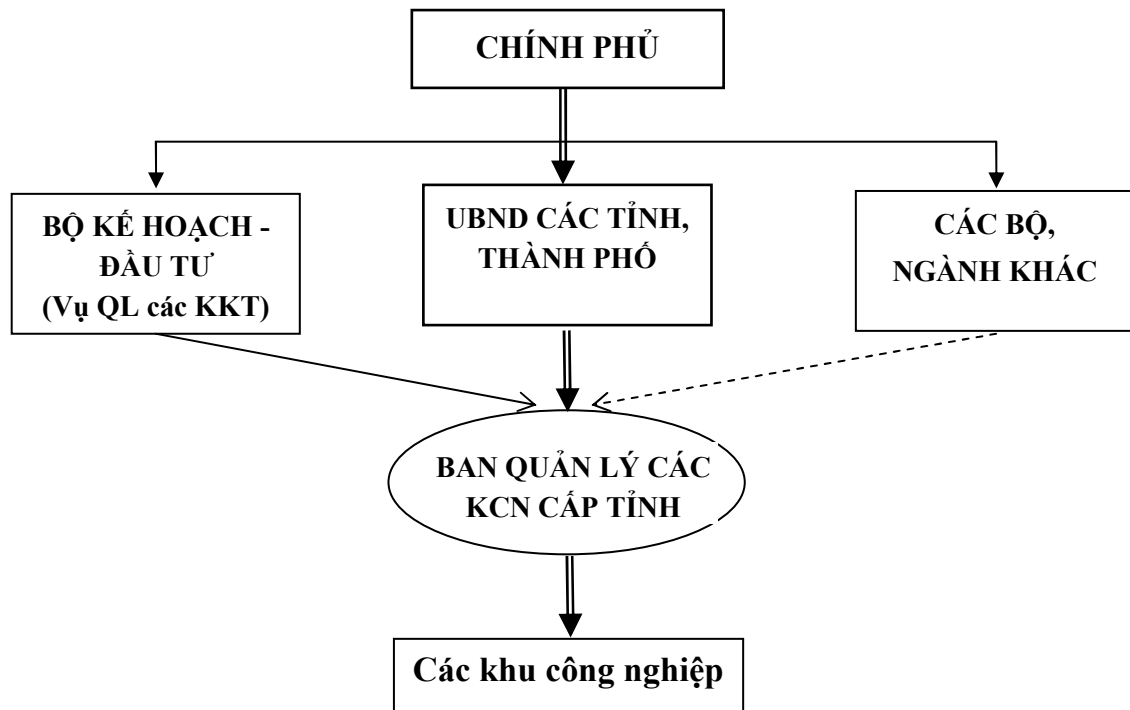 CHÍNH PHỦ
BỘ KẾ HOẠCH -
ĐẦU TƯ
(Vụ QL các KKT)
UBND CÁC TỈNH,
THÀNH PHỐ
CÁC BỘ,
NGÀNH KHÁC
BAN QUẢN LÝ CÁC
KCN CẤP TỈNH
Các khu công nghiệp